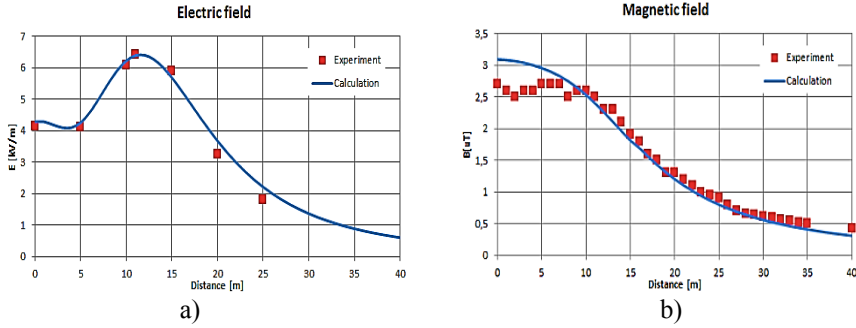 Electric field
7
6
5
4
3
2
1
0
E [kV/m]
Experiment
Calculation
0 5 10 15 20 25 30 35 40
Distance [m]
a)
Magnetic field
3,5
3
2,5
2
1,5
1
0,5
0
B[uT]
Experiment
Calculation
0 5 10 15 20 25 30 35 40
Distance [m]
b)